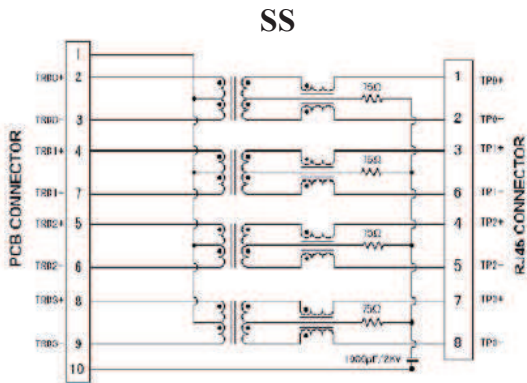 SS
PCB CONNECTOR
1
TRD0+ 2
TRD0- 3
TRD1+ 4
TRD1- 7
TRD2+ 5
TRD2- 6
TRD3+ 8
TRD3- 9
10
75Ω
75Ω
75Ω
75Ω
1000pF/2KV
1 TP0+
2 TP0-
3 TP1+
6 TP1-
4 TP2+
5 TP2-
7 TP3+
8 TP3-
RJ45 CONNECTOR